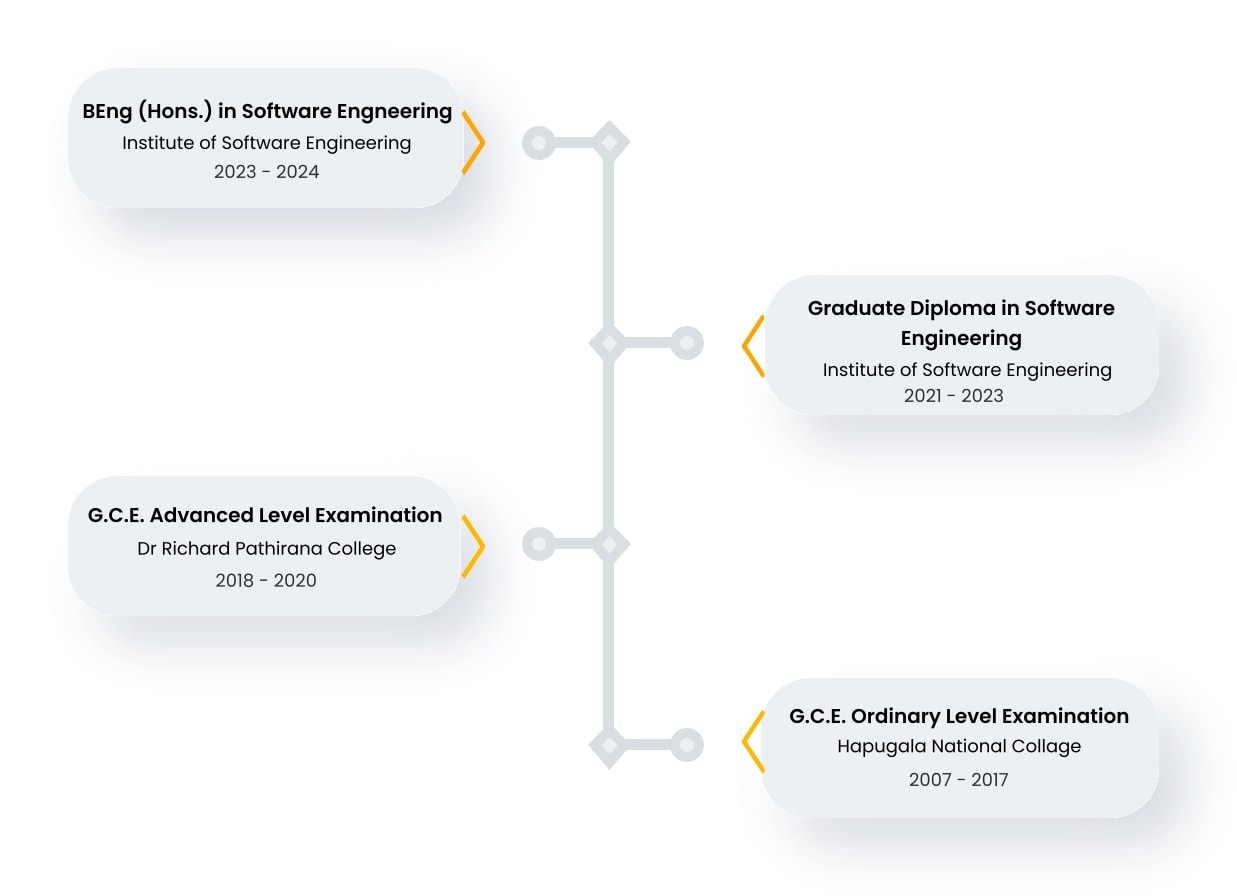 BEng (Hons.) in Software Engneering
Institute of Software Engineering
2023 - 2024
Graduate Diploma in Software
Engineering
Institute of Software Engineering
2021 - 2023
G.C.E. Advanced Level Examination
Dr Richard Pathirana College
2018 - 2020
G.C.E. Ordinary Level Examination
Hapugala National Collage
2007 - 2017